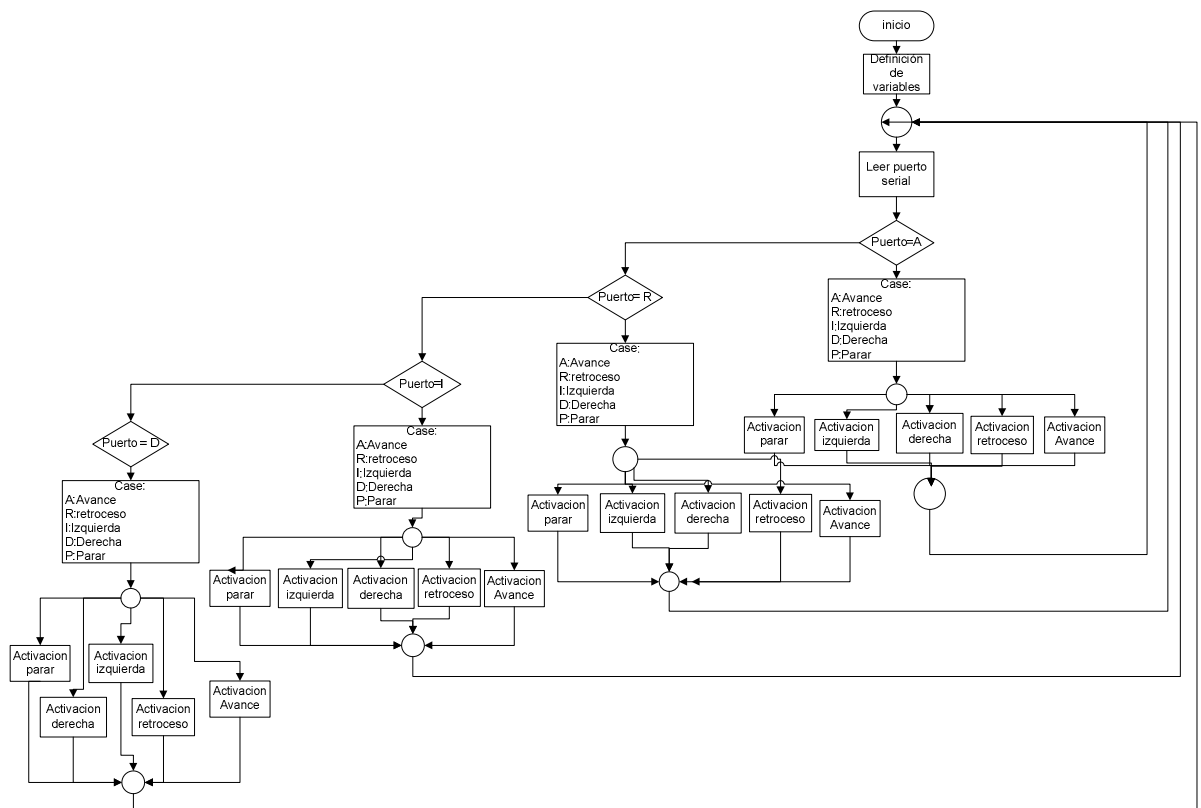 inicio
Definición
de
variables
Leer puerto
serial
Puerto=A
Case:
A:Avance
R:retroceso
I:Izquierda
D:Derecha
P:Parar
Activacion
parar
Activacion
izquierda
Activacion
derecha
Activacion
retroceso
Activacion
Avance
Puerto= R
Case:
A:Avance
R:retroceso
I:Izquierda
D:Derecha
P:Parar
Activacion
parar
Activacion
izquierda
Activacion
derecha
Activacion
retroceso
Activacion
Avance
Puerto=I
Case:
A:Avance
R:retroceso
I:Izquierda
D:Derecha
P:Parar
Activacion
parar
Activacion
izquierda
Activacion
derecha
Activacion
retroceso
Activacion
Avance
Puerto = D
Case:
A:Avance
R:retroceso
I:Izquierda
D:Derecha
P:Parar
Activacion
parar
Activacion
izquierda
Activacion
derecha
Activacion
retroceso
Activacion
Avance